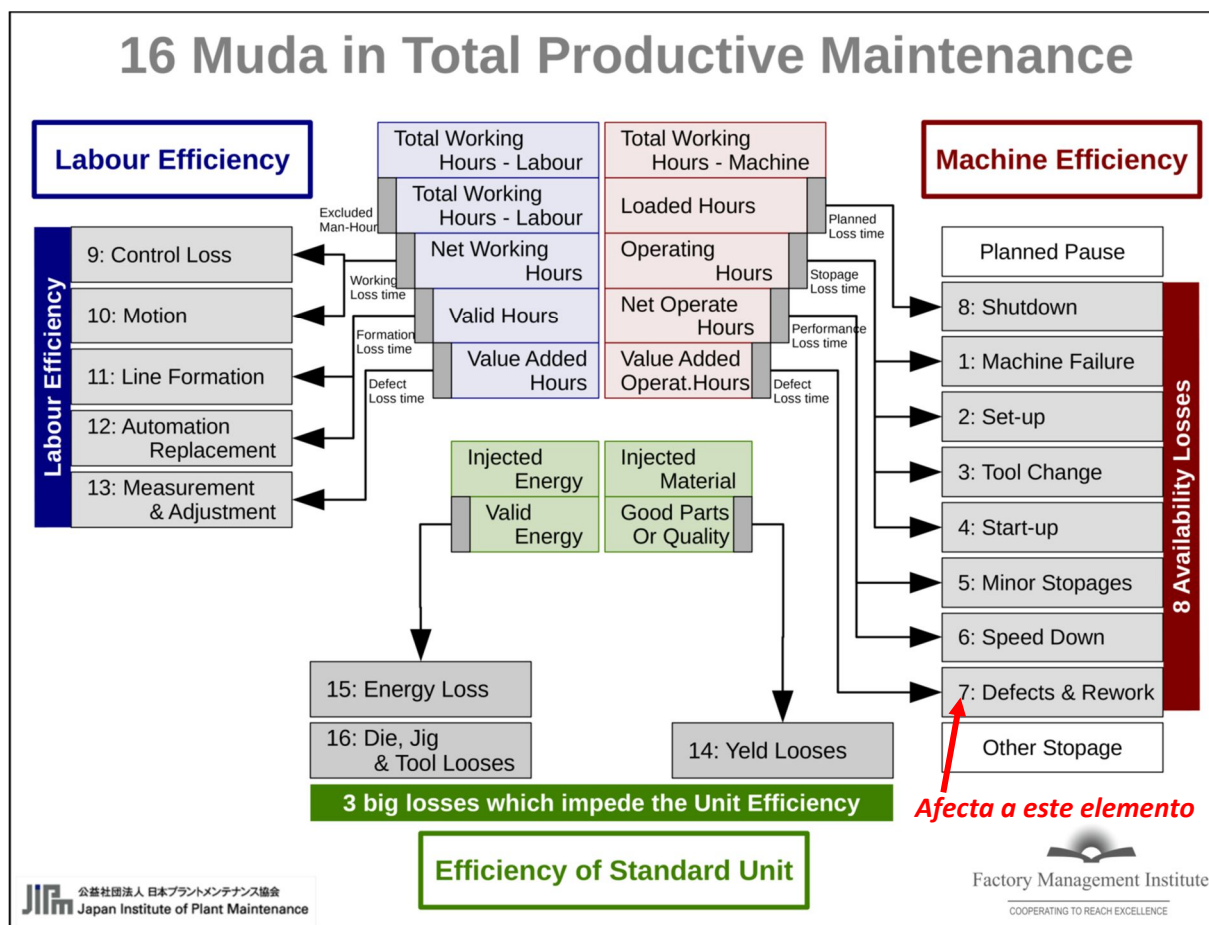 16 Muda in Total Productive Maintenance
Labour Efficiency
Total Working
Hours - Labour
Total Working
Hours - Machine
Machine Efficiency
Excluded
Man-Hour
Total Working
Hours - Labour
Loaded Hours
Planned
Loss time
Labour Efficiency
9: Control Loss
Working
Loss time
Net Working
Hours
Operating
Hours
Stopage
Loss time
Planned Pause
10: Motion
Formation
Loss time
Valid Hours
Net Operate
Hours
Performance
Loss time
8: Shutdown
11: Line Formation
Defect
Loss time
Value Added
Hours
Value Added
Operat.Hours
Defect
Loss time
1: Machine Failure
12: Automation
Replacement
2: Set-up
13: Measurement
& Adjustment
Injected
Energy
Injected
Material
3: Tool Change
Valid
Energy
Good Parts
Or Quality
4: Start-up
5: Minor Stopages
6: Speed Down
7: Defects & Rework
8 Availability Losses
Other Stopage
15: Energy Loss
16: Die, Jig
& Tool Looses
14: Yeld Looses
3 big losses which impede the Unit Efficiency
Afecta a este elemento
Efficiency of Standard Unit
JIPM
公益社団法人 日本プラントメンテナンス協会
Japan Institute of Plant Maintenance
Factory Management Institute
COOPERATING TO REACH EXCELLENCE